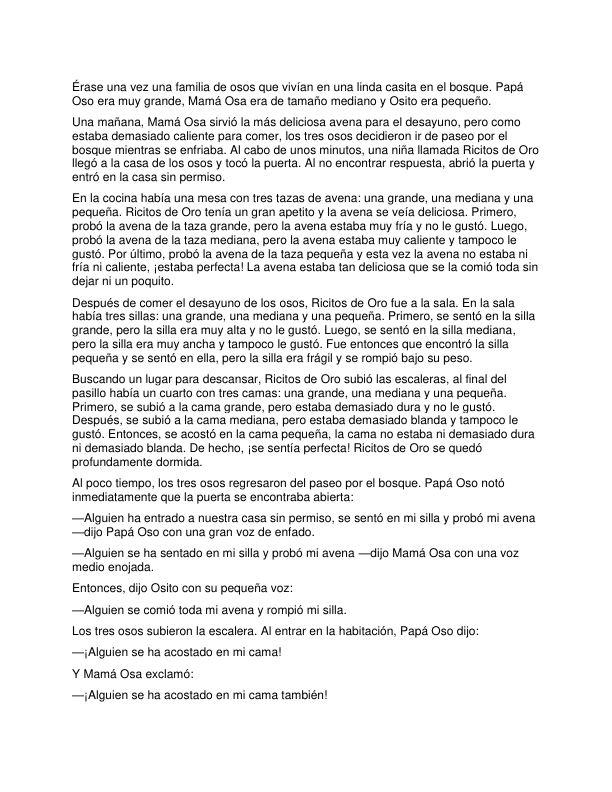 Érase una vez una familia de osos que vivían en una linda casita en el bosque. Papá
Oso era muy grande, Mamá Osa era de tamaño mediano y Osito era pequeño.
Una mañana, Mamá Osa sirvió la más deliciosa avena para el desayuno, pero como
estaba demasiado caliente para comer, los tres osos decidieron ir de paseo por el
bosque mientras se enfriaba. Al cabo de unos minutos, una niña llamada Ricitos de Oro
llegó a la casa de los osos y tocó la puerta. Al no encontrar respuesta, abrió la puerta y
entró en la casa sin permiso.
En la cocina había una mesa con tres tazas de avena: una grande, una mediana y una
pequeña. Ricitos de Oro tenía un gran apetito y la avena se veía deliciosa. Primero,
probó la avena de la taza grande, pero la avena estaba muy fría y no le gustó. Luego,
probó la avena de la taza mediana, pero la avena estaba muy caliente y tampoco le
gustó. Por último, probó la avena de la taza pequeña y esta vez la avena no estaba ni
fría ni caliente, ¡estaba perfecta! La avena estaba tan deliciosa que se la comió toda sin
dejar ni un poquito.
Después de comer el desayuno de los osos, Ricitos de Oro fue a la sala. En la sala
había tres sillas: una grande, una mediana y una pequeña. Primero, se sentó en la silla
grande, pero la silla era muy alta y no le gustó. Luego, se sentó en la silla mediana,
pero la silla era muy ancha y tampoco le gustó. Fue entonces que encontró la silla
pequeña y se sentó en ella, pero la silla era frágil y se rompió bajo su peso.
Buscando un lugar para descansar, Ricitos de Oro subió las escaleras, al final del
pasillo había un cuarto con tres camas: una grande, una mediana y una pequeña.
Primero, se subió a la cama grande, pero estaba demasiado dura y no le gustó.
Después, se subió a la cama mediana, pero estaba demasiado blanda y tampoco le
gustó. Entonces, se acostó en la cama pequeña, la cama no estaba ni demasiado dura
ni demasiado blanda. De hecho, ¡se sentía perfecta! Ricitos de Oro se quedó
profundamente dormida.
Al poco tiempo, los tres osos regresaron del paseo por el bosque. Papá Oso notó
inmediatamente que la puerta se encontraba abierta:
—Alguien ha entrado a nuestra casa sin permiso, se sentó en mi silla y probó mi avena
—dijo Papá Oso con una gran voz de enfado.
—Alguien se ha sentado en mi silla y probó mi avena —dijo Mamá Osa con una voz
medio enojada.
Entonces, dijo Osito con su pequeña voz:
—Alguien se comió toda mi avena y rompió mi silla.
Los tres osos subieron la escalera. Al entrar en la habitación, Papá Oso dijo:
—¡Alguien se ha acostado en mi cama!
Y Mamá Osa exclamó:
—¡Alguien se ha acostado en mi cama también!